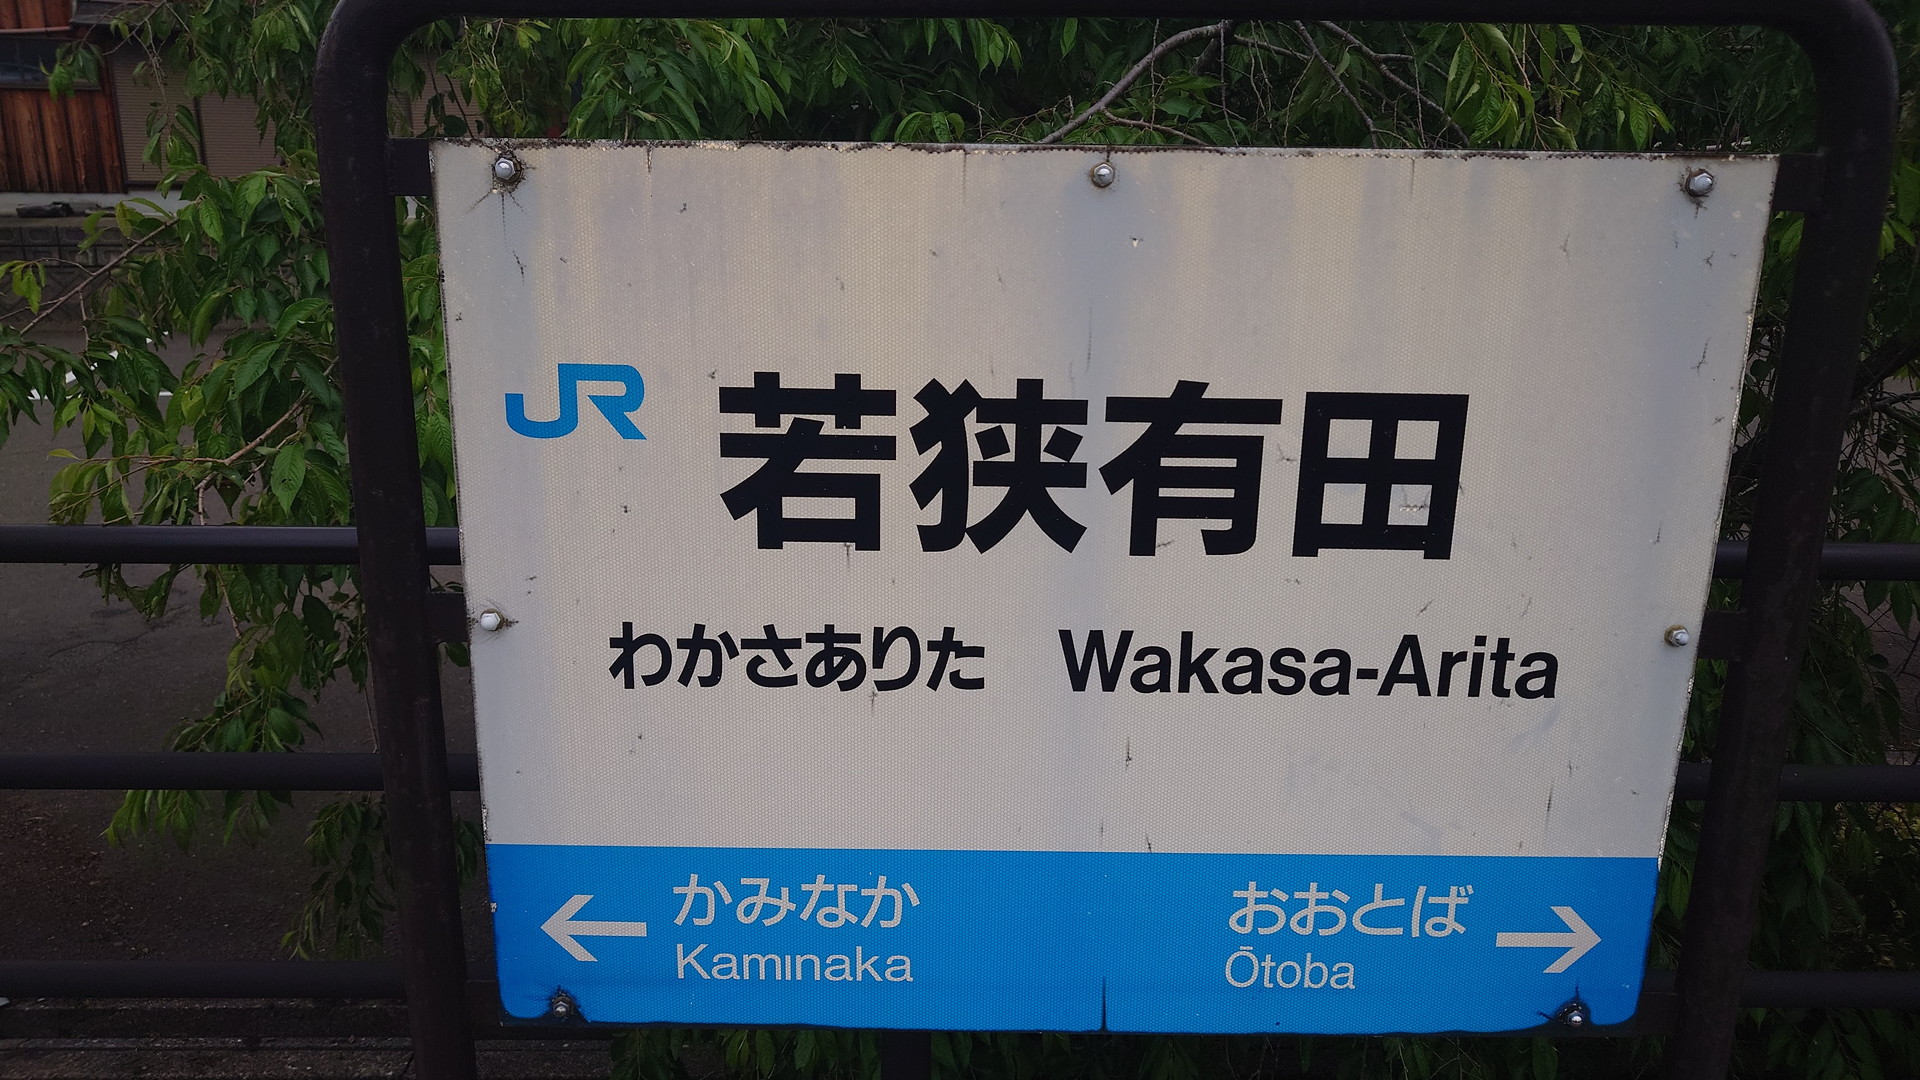 JR 若狭有田
わかさありた Wakasa-Arita
← かみなか おおとば →
Kaminaka Ōtoba